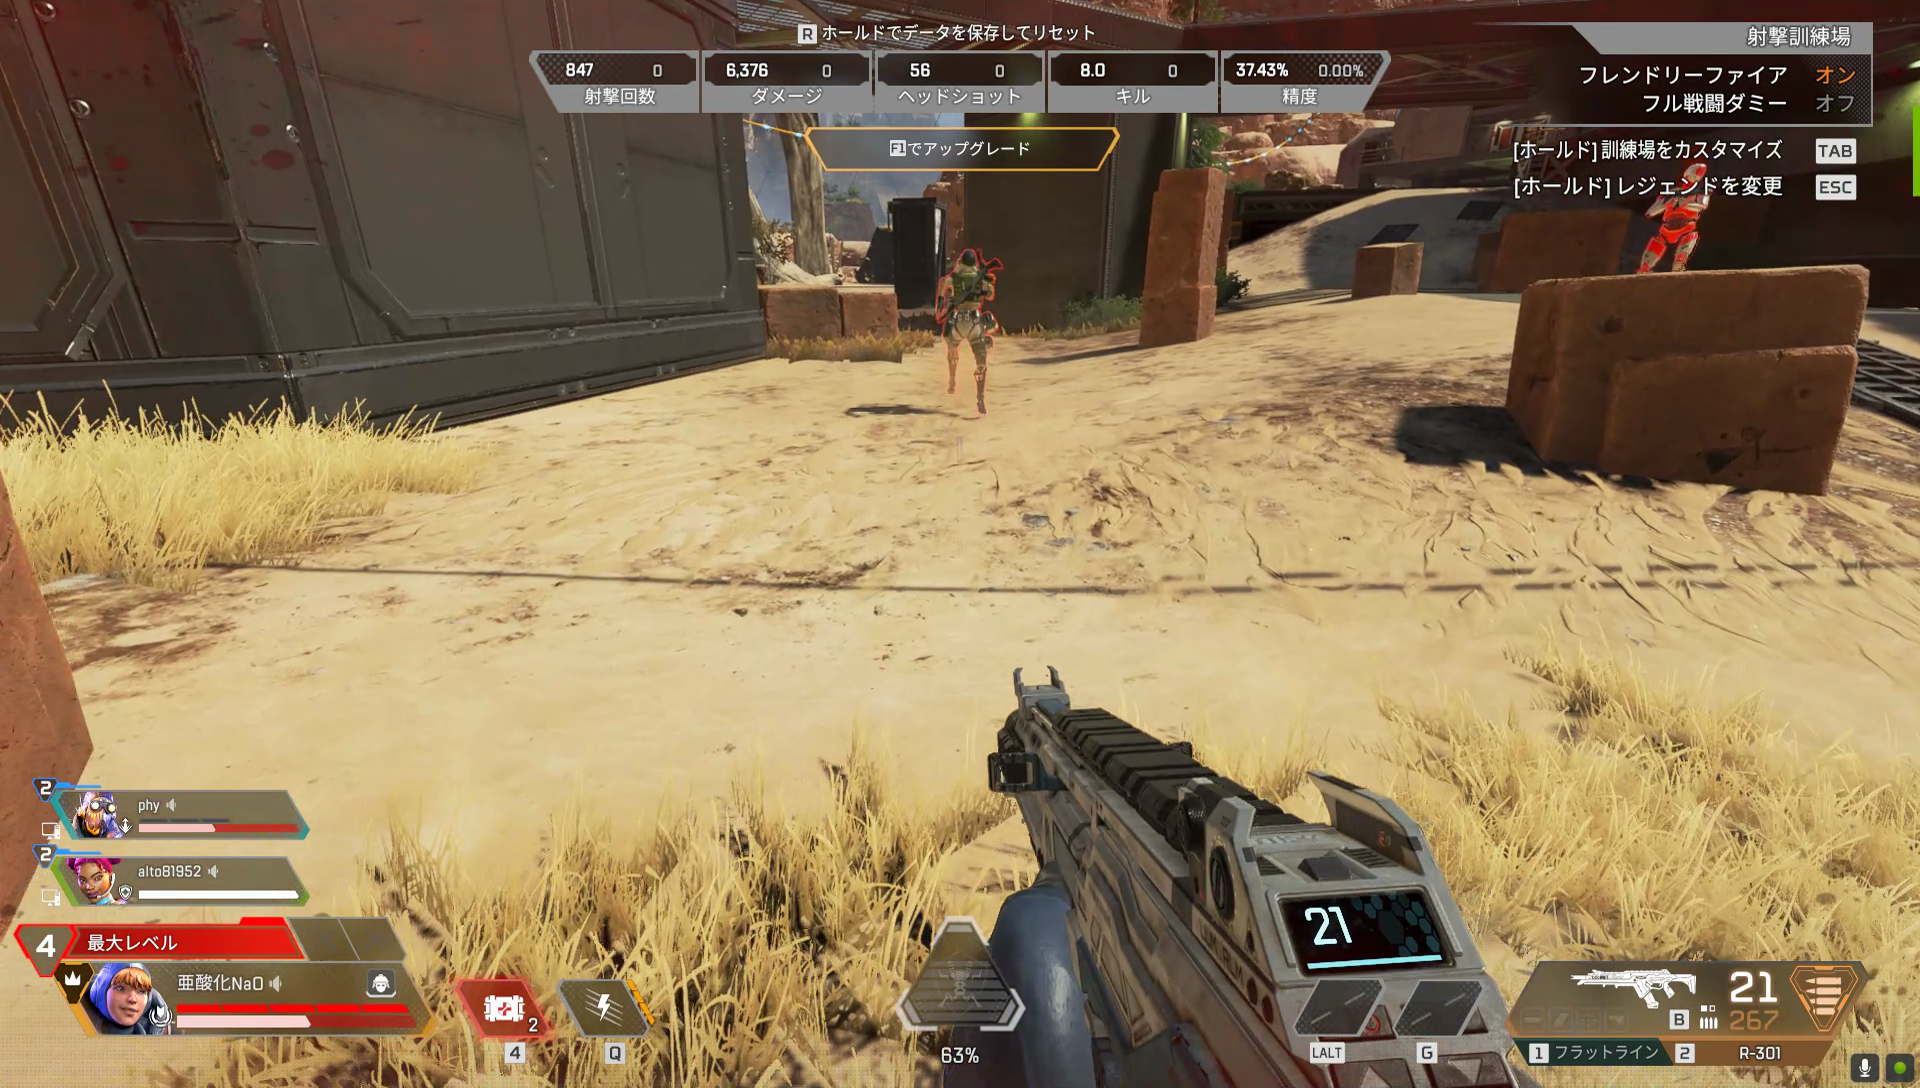 R ホールドでデータを保存してリセット
847 0
射撃回数
6,376 0
ダメージ
56 0
ヘッドショット
8.0 0
キル
37.43% 0.00%
精度
F1でアップグレード
射撃訓練場
フレンドリーファイア オン
フル戦闘ダミー オフ
[ホールド]訓練場をカスタマイズ TAB
[ホールド]レジェンドを変更 ESC
2
phy
2
alto81952
4 最大レベル
亜酸化NaO
2
4
Q
63%
21
LALT
G
21
267
B
1 フラットライン
2 R-301